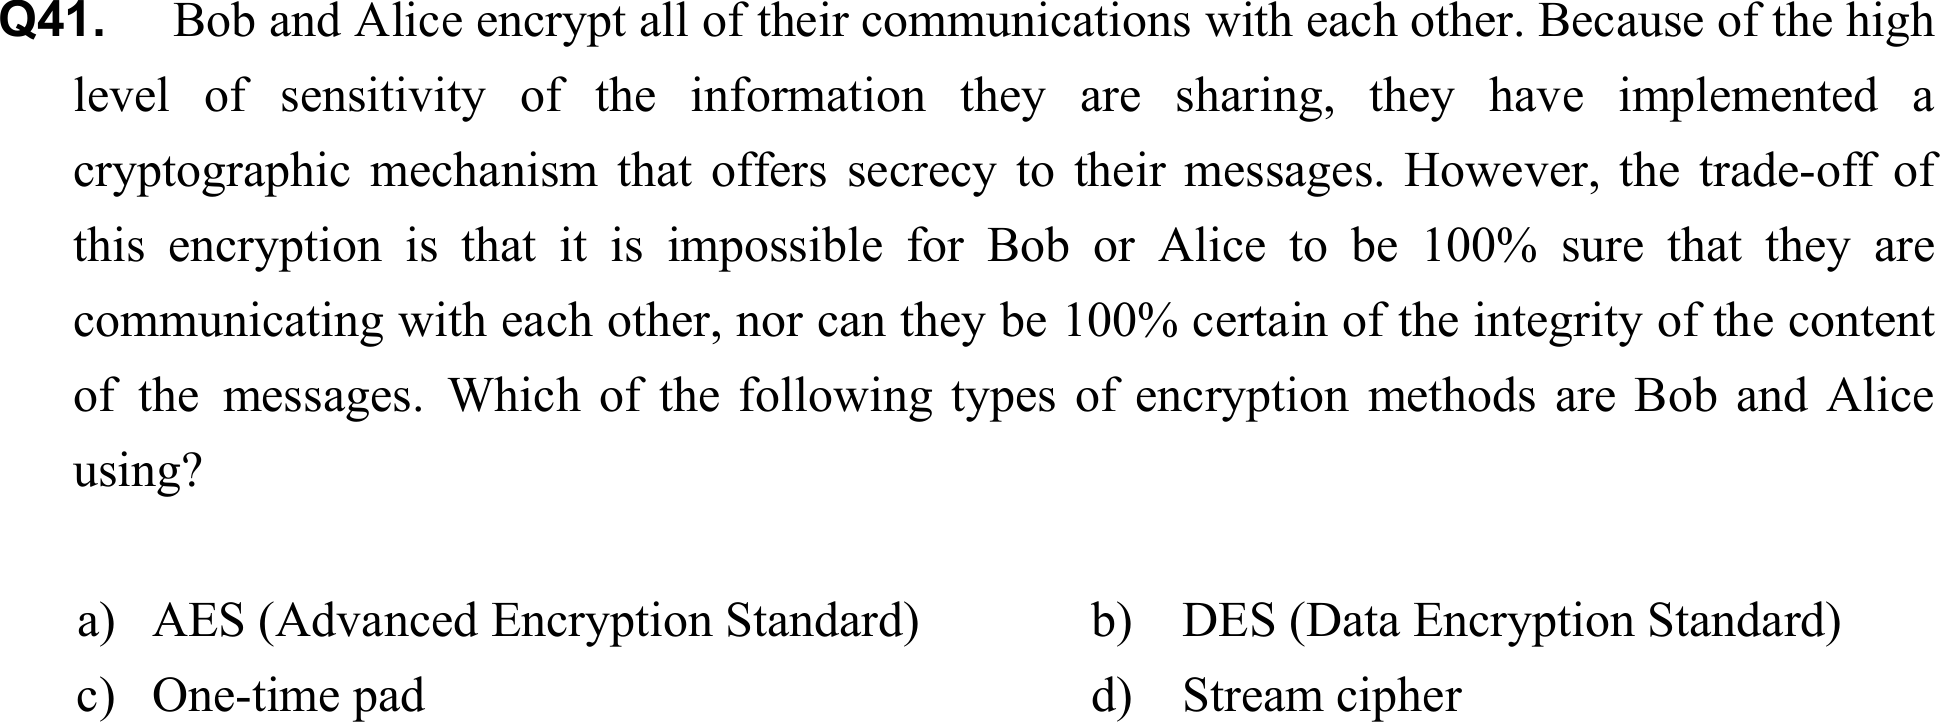 Q41. Bob and Alice encrypt all of their communications with each other. Because of the high
level of sensitivity of the information they are sharing, they have implemented a
cryptographic mechanism that offers secrecy to their messages. However, the trade-off of
this encryption is that it is impossible for Bob or Alice to be 100% sure that they are
communicating with each other, nor can they be 100% certain of the integrity of the content
of the messages. Which of the following types of encryption methods are Bob and Alice
using?
a) AES (Advanced Encryption Standard) b) DES (Data Encryption Standard)
c) One-time pad d) Stream cipher